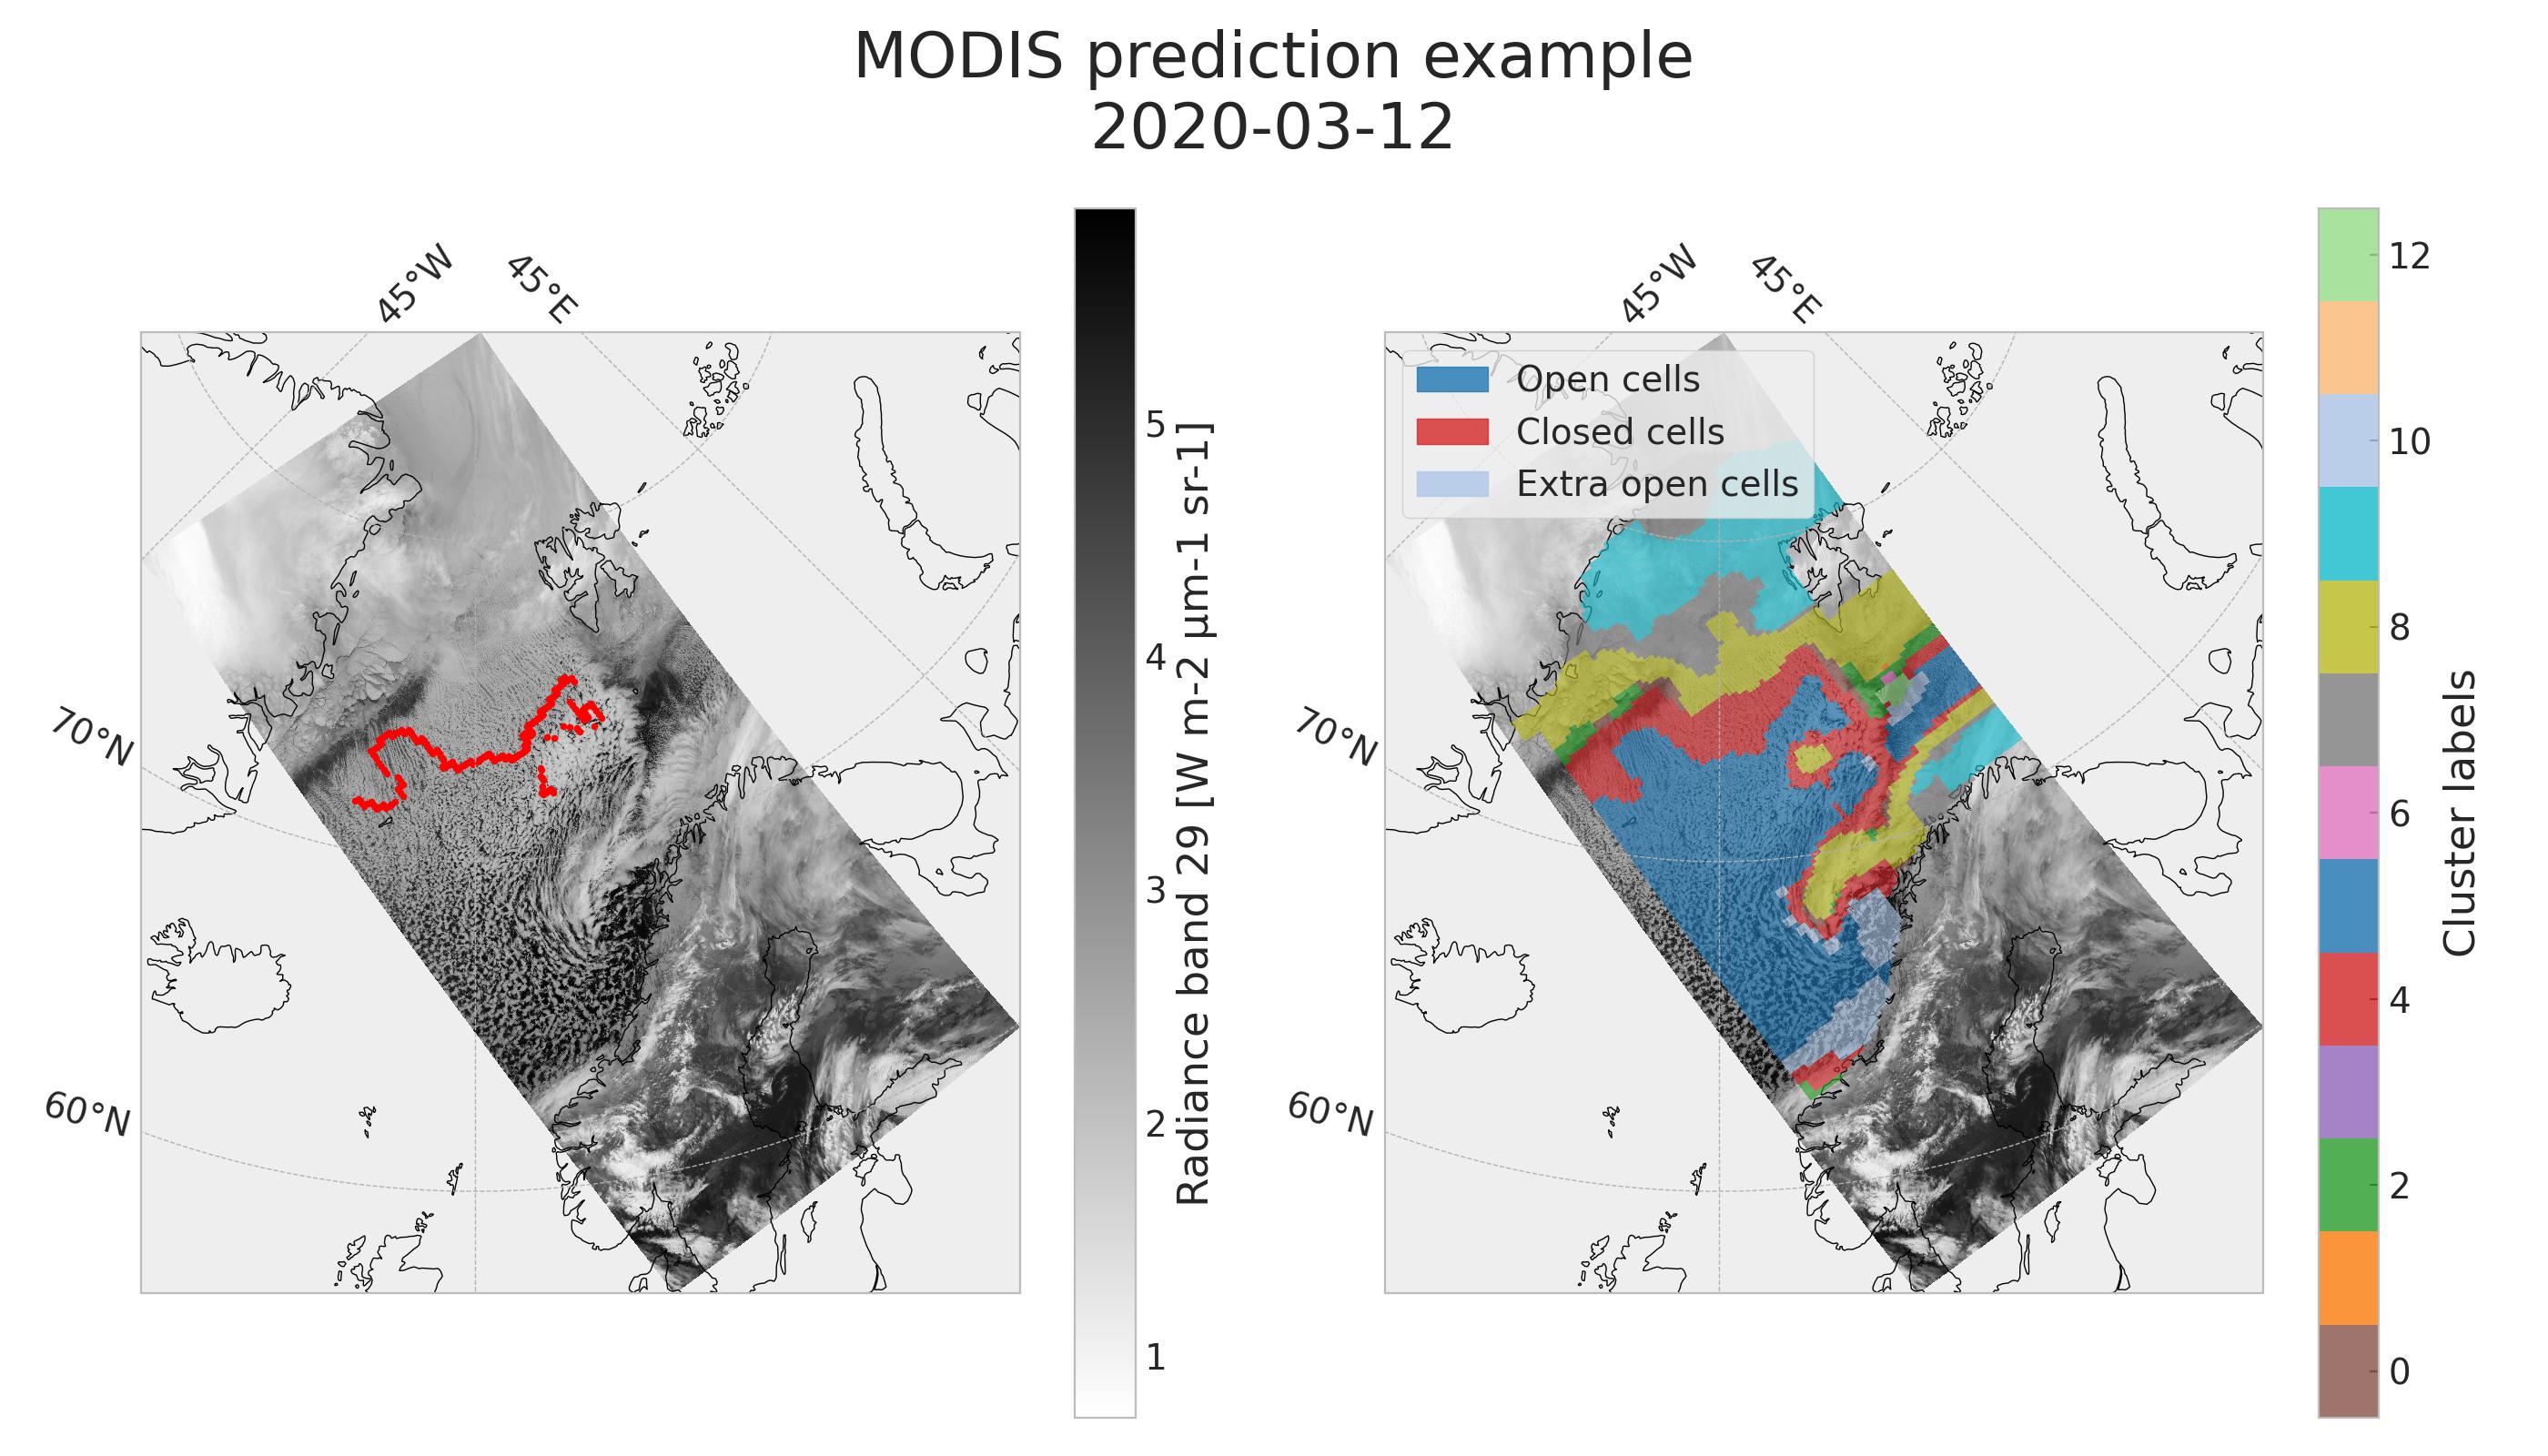 MODIS prediction example
2020-03-12
45°W
45°E
70°N
60°N
5
4
3
2
1
Radiance band 29 [W m-2 µm-1 sr-1]
45°W
45°E
Open cells
Closed cells
Extra open cells
70°N
60°N
12
10
8
6
4
2
0
Cluster labels